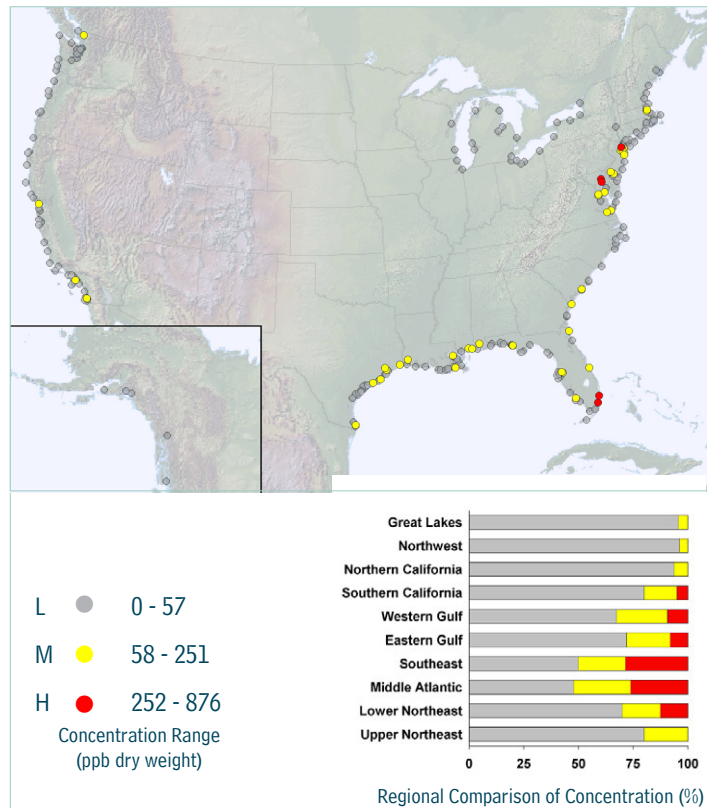 L 0 - 57
M 58 - 251
H 252 - 876
Concentration Range
(ppb dry weight)
Great Lakes
Northwest
Northern California
Southern California
Western Gulf
Eastern Gulf
Southeast
Middle Atlantic
Lower Northeast
Upper Northeast
0 25 50 75 100
Regional Comparison of Concentration (%)